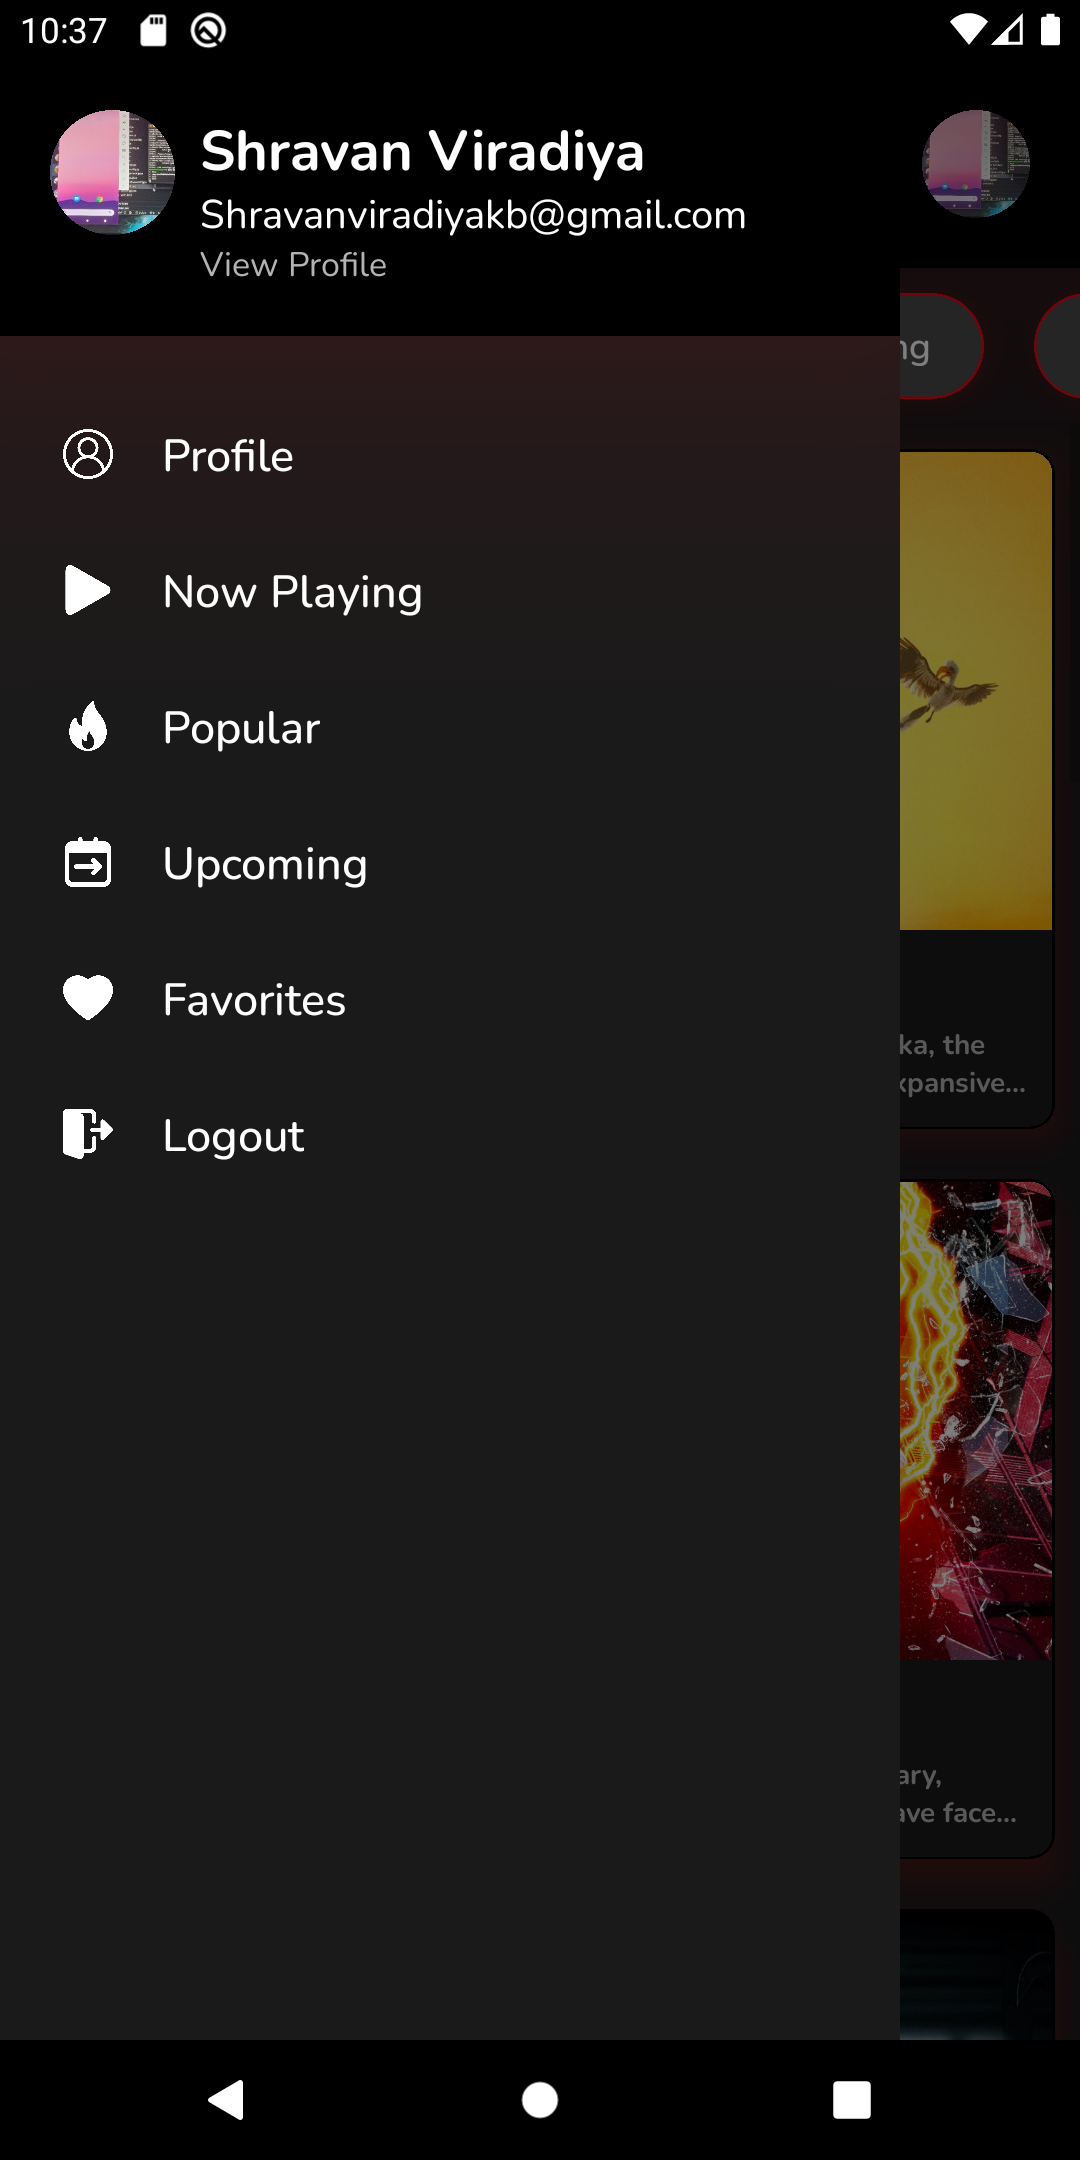 10:37
Shravan Viradiya
Shravanviradiyakb@gmail.com
View Profile
ng
Profile
Now Playing
Popular
Upcoming
Favorites
ka, the
xpansive...
Logout
ary,
ave face...